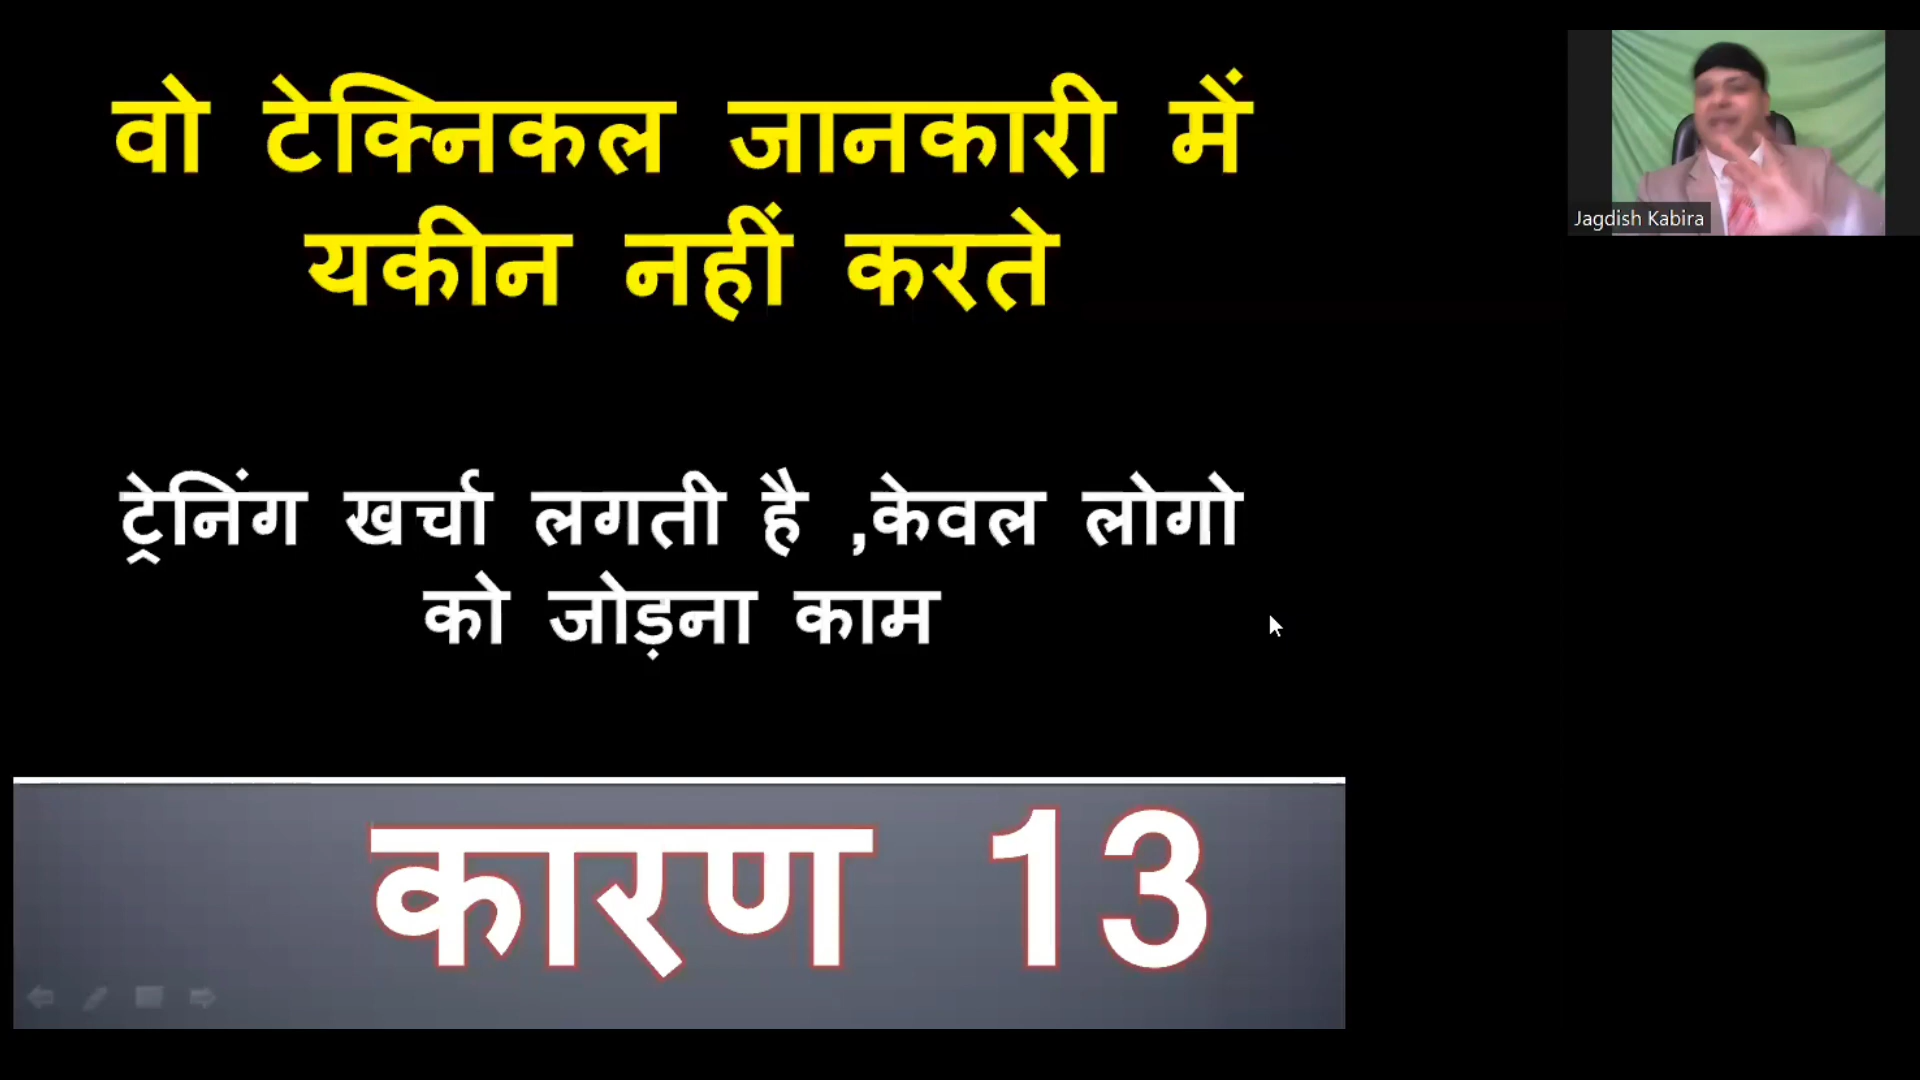 वो टेक्निकल जानकारी में
यकीन नहीं करते
ट्रेनिंग खर्चा लगती है ,केवल लोगो
को जोड़ना काम
कारण 13
Jagdish Kabira